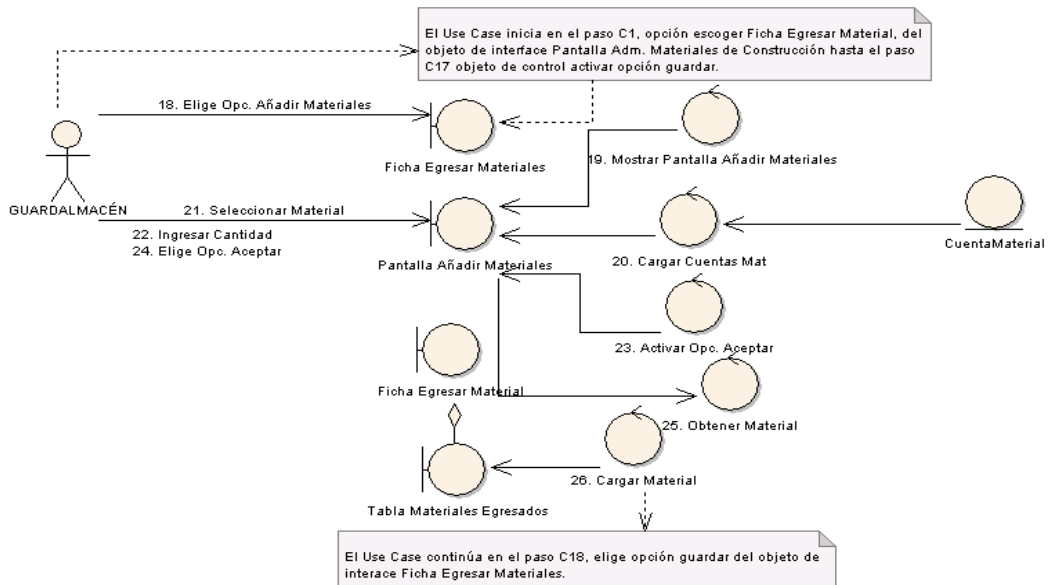 El Use Case inicia en el paso C1, opción escoger Ficha Egresar Material, del
objeto de interface Pantalla Adm. Materiales de Construcción hasta el paso
C17 objeto de control activar opción guardar.
18. Elige Opc. Añadir Materiales
Ficha Egresar Materiales
19. Mostrar Pantalla Añadir Materiales
GUARDALMACÉN
21. Seleccionar Material
22. Ingresar Cantidad
24. Elige Opc. Aceptar
Pantalla Añadir Materiales
20. Cargar Cuentas Mat
CuentaMaterial
23. Activar Opc. Aceptar
Ficha Egresar Material
25. Obtener Material
26. Cargar Material
Tabla Materiales Egresados
El Use Case continúa en el paso C18, elige opción guardar del objeto de
interace Ficha Egresar Materiales.